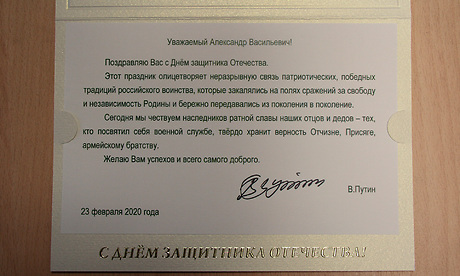 Уважаемый Александр Васильевич!
Поздравляю Вас с Днём защитника Отечества.
Этот праздник олицетворяет неразрывную связь патриотических, победных
традиций российского воинства, которые закалялись на полях сражений за свободу
и независимость Родины и бережно передавались из поколения в поколение.
Сегодня мы чествуем наследников ратной славы наших отцов и дедов – тех,
кто посвятил себя военной службе, твёрдо хранит верность Отчизне, Присяге,
армейскому братству.
Желаю Вам успехов и всего самого доброго.
В.Путин
23 февраля 2020 года
С ДНЁМ ЗАЩИТНИКА ОТЕЧЕСТВА!